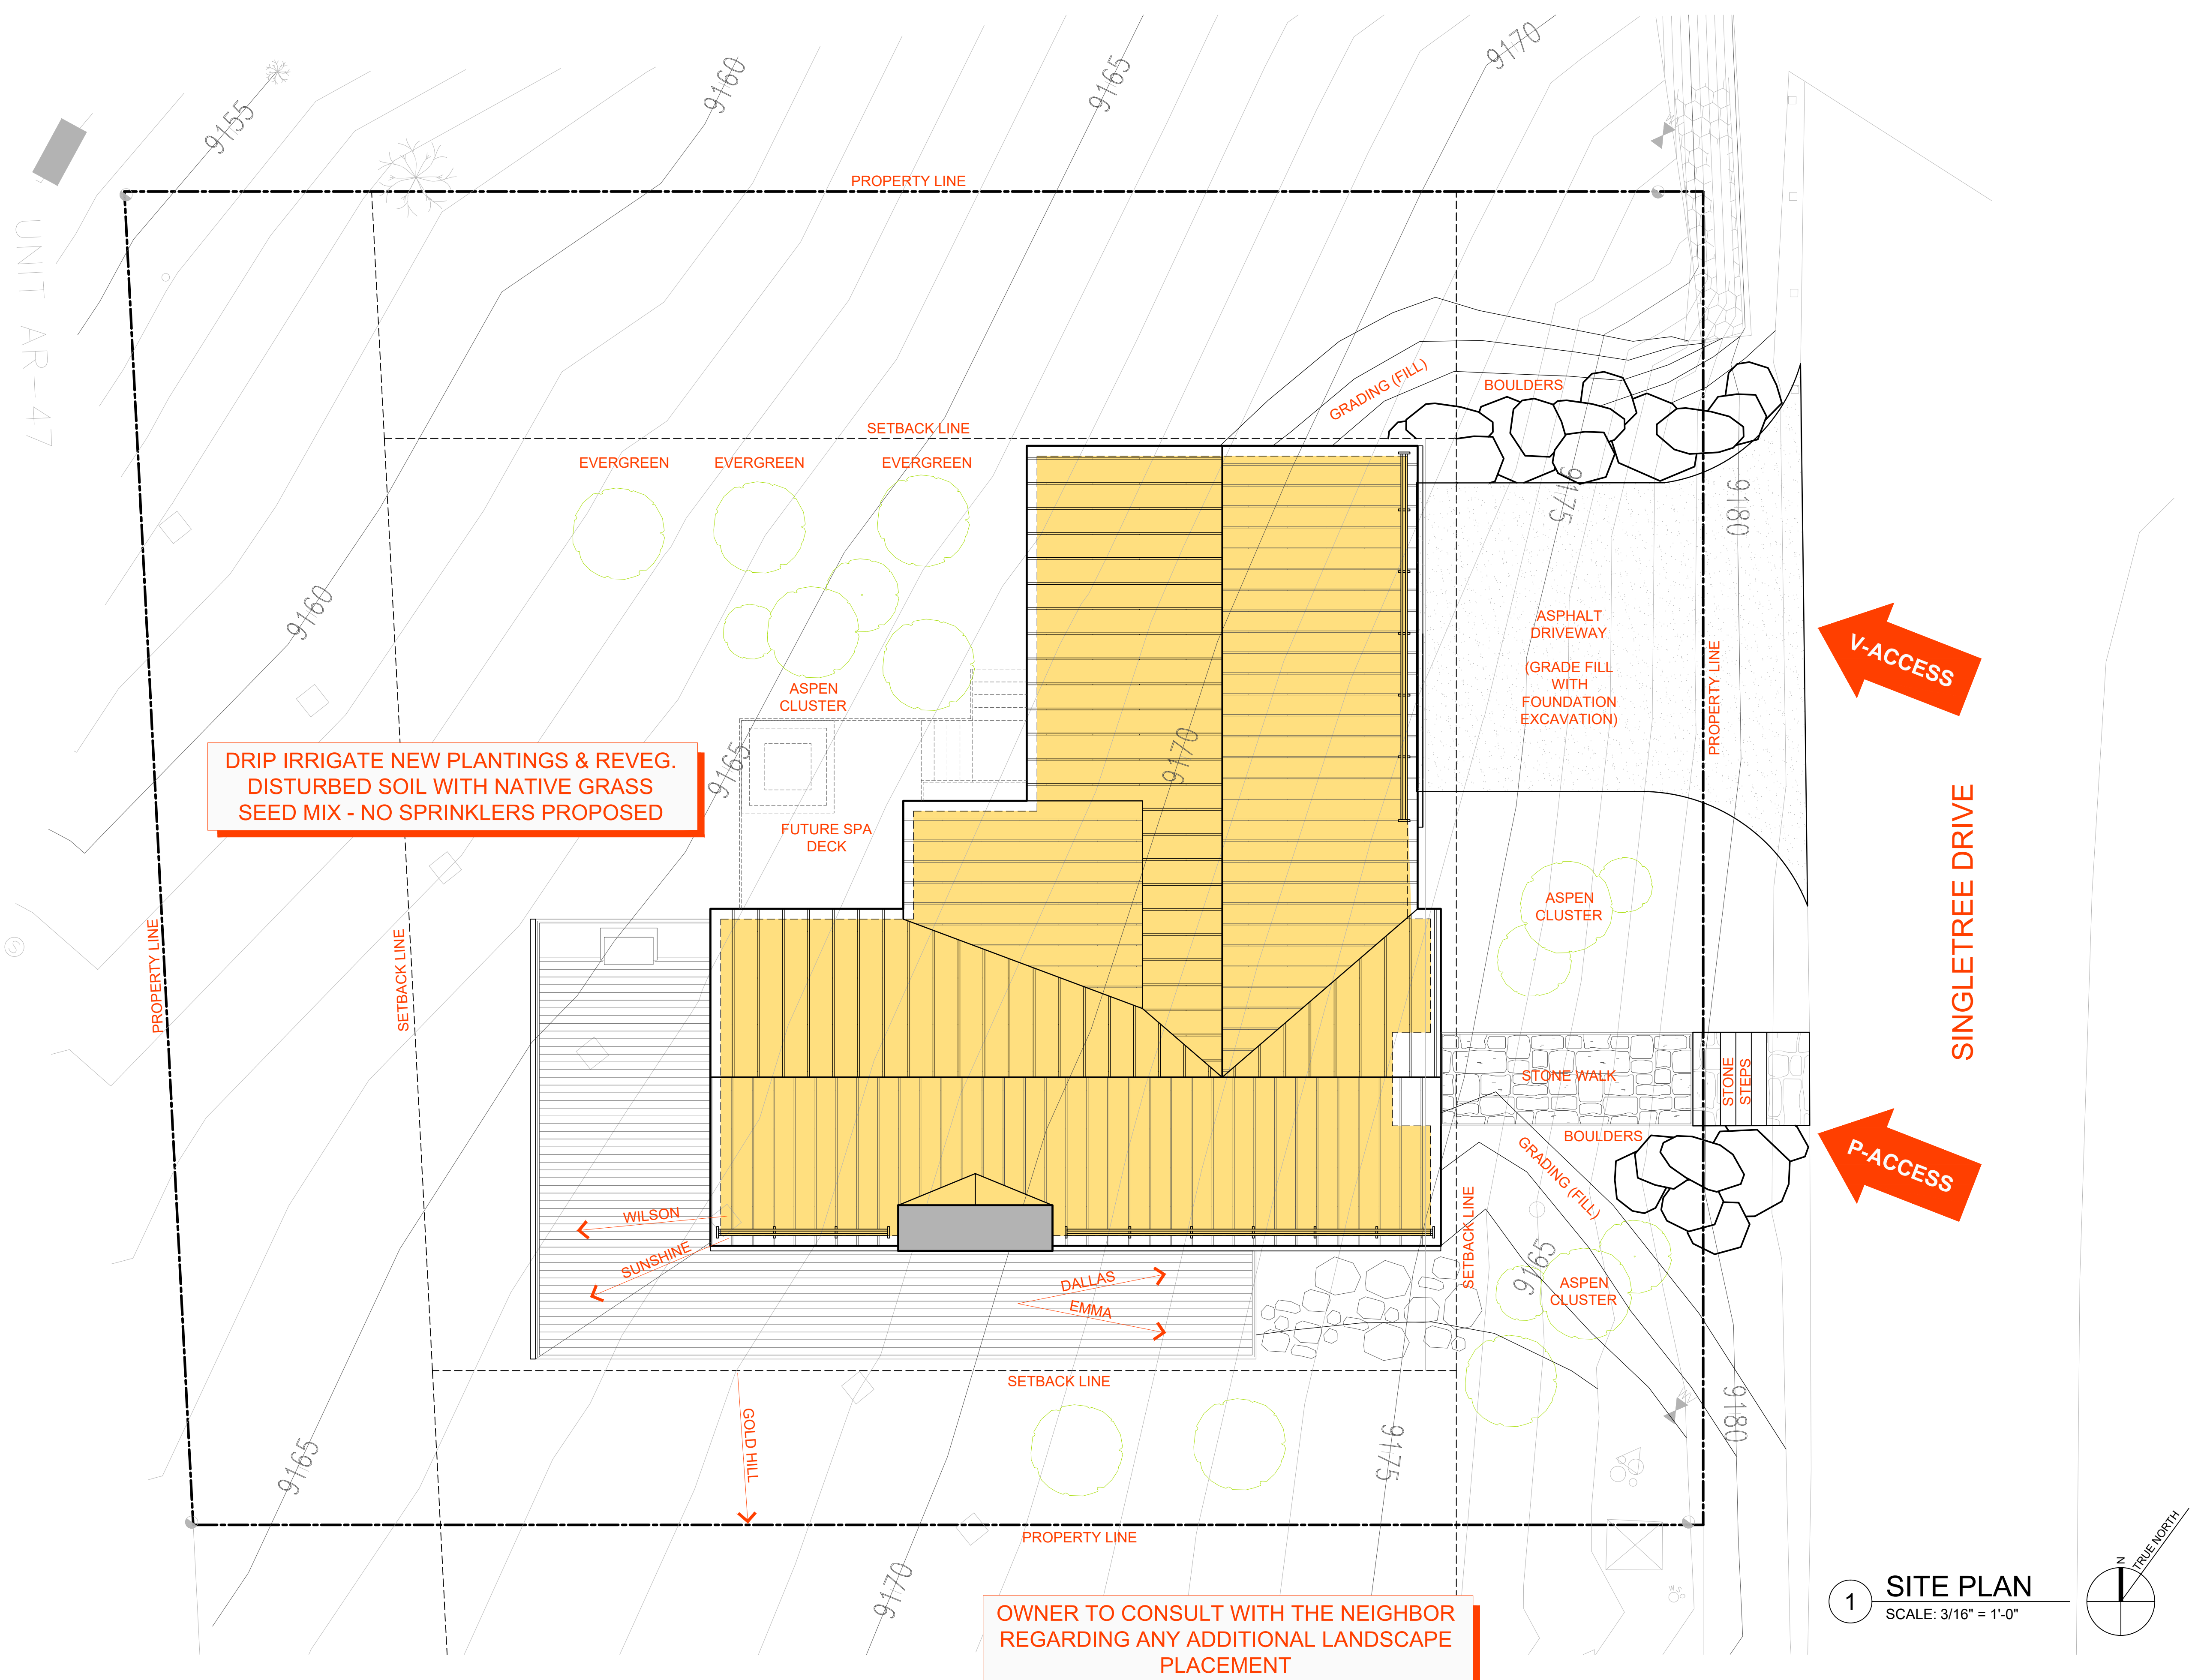 9170
9160
9165
9155
PROPERTY LINE
UNIT AR-47
GRADING (FILL)
BOULDERS
SETBACK LINE
EVERGREEN
EVERGREEN
EVERGREEN
9175
9180
9160
ASPHALT
DRIVEWAY
(GRADE FILL
WITH
FOUNDATION
EXCAVATION)
PROPERTY LINE
V-ACCESS
ASPEN
CLUSTER
9165
9170
DRIP IRRIGATE NEW PLANTINGS & REVEG.
DISTURBED SOIL WITH NATIVE GRASS
SEED MIX - NO SPRINKLERS PROPOSED
FUTURE SPA
DECK
SINGLETREE DRIVE
ASPEN
CLUSTER
S
PROPERTY LINE
SETBACK LINE
STONE WALK
STONE
STEPS
BOULDERS
GRADING (FILL)
P-ACCESS
WILSON
SUNSHINE
DALLAS
EMMA
SETBACK LINE
9165
ASPEN
CLUSTER
SETBACK LINE
GOLD HILL
9180
9175
9165
PROPERTY LINE
9170
OWNER TO CONSULT WITH THE NEIGHBOR
REGARDING ANY ADDITIONAL LANDSCAPE
PLACEMENT
1
SITE PLAN
SCALE: 3/16" = 1'-0"
N
TRUE NORTH